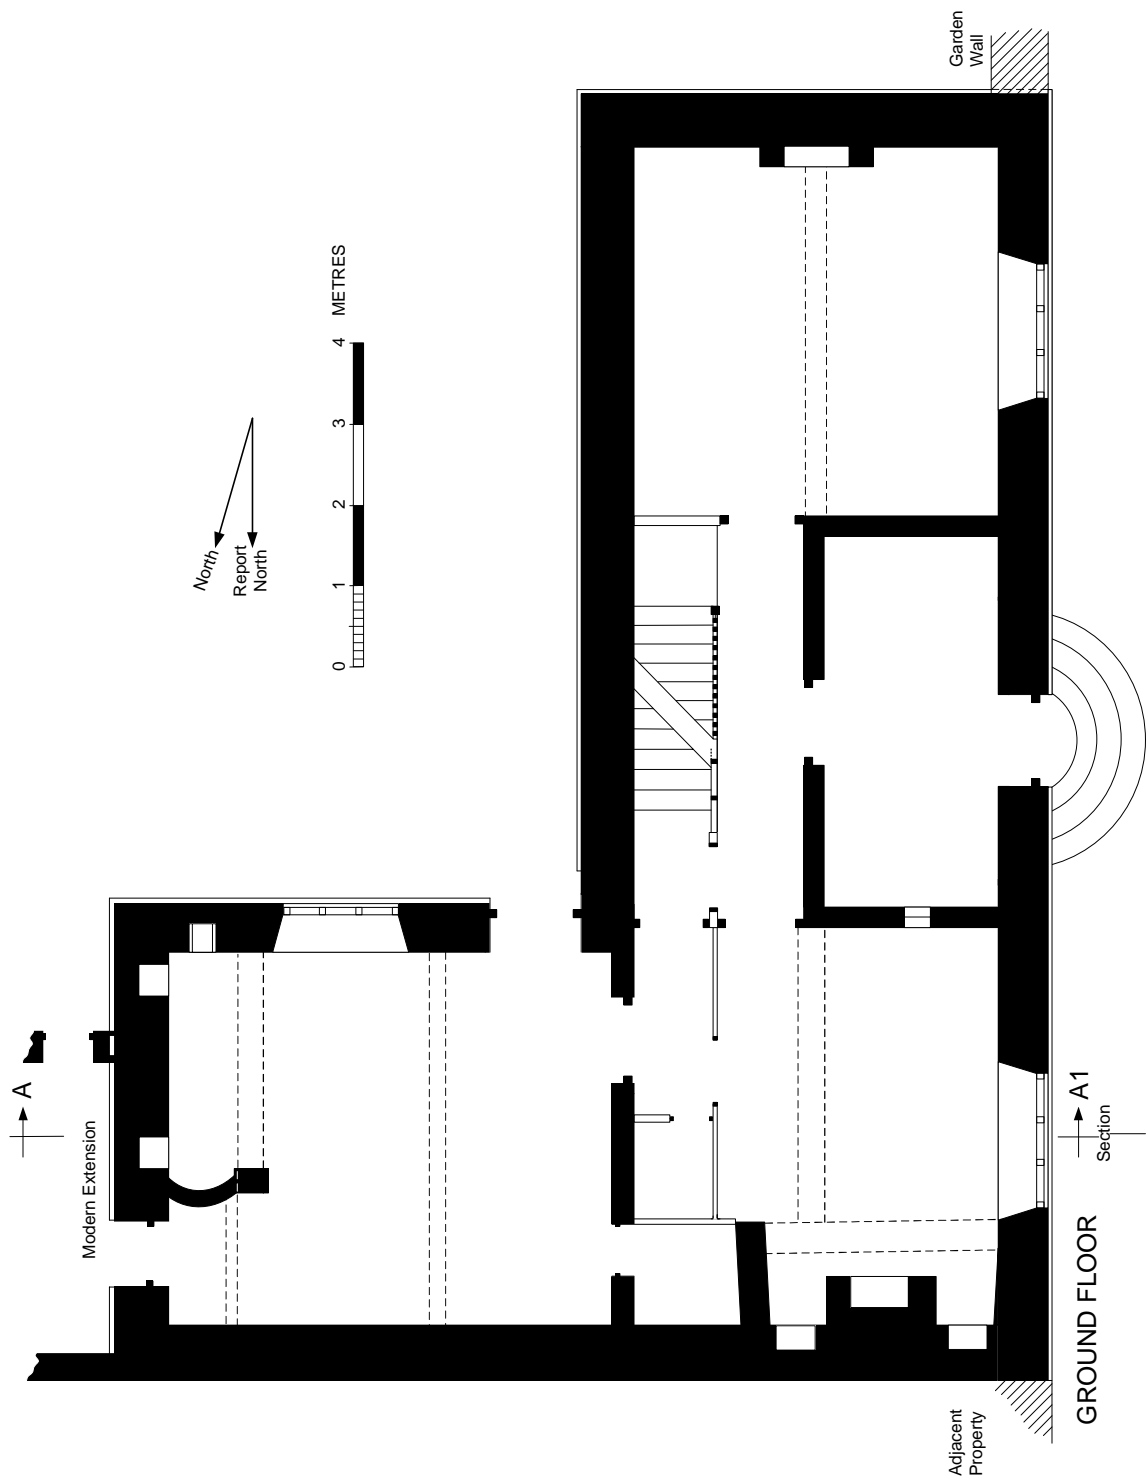 Garden
Wall
METRES
0 1 2 3 4
North
Report
North
A
Modern Extension
A1
Section
GROUND FLOOR
Adjacent
Property